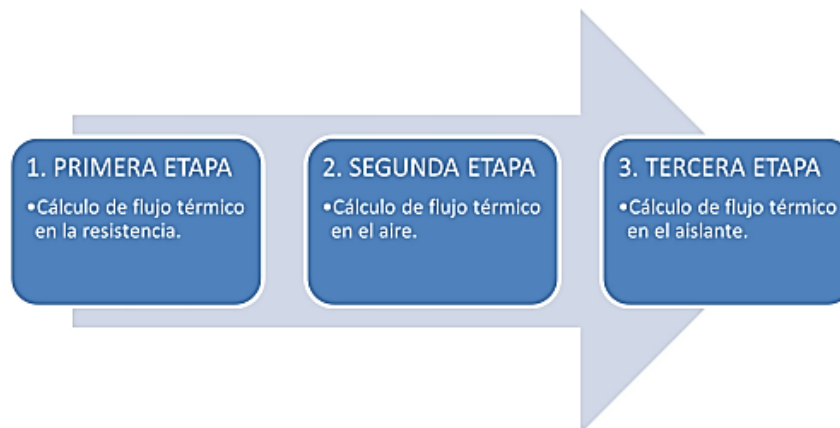 1. PRIMERA ETAPA
•Cálculo de flujo térmico
en la resistencia.
2. SEGUNDA ETAPA
•Cálculo de flujo térmico
en el aire.
3. TERCERA ETAPA
•Cálculo de flujo térmico
en el aislante.